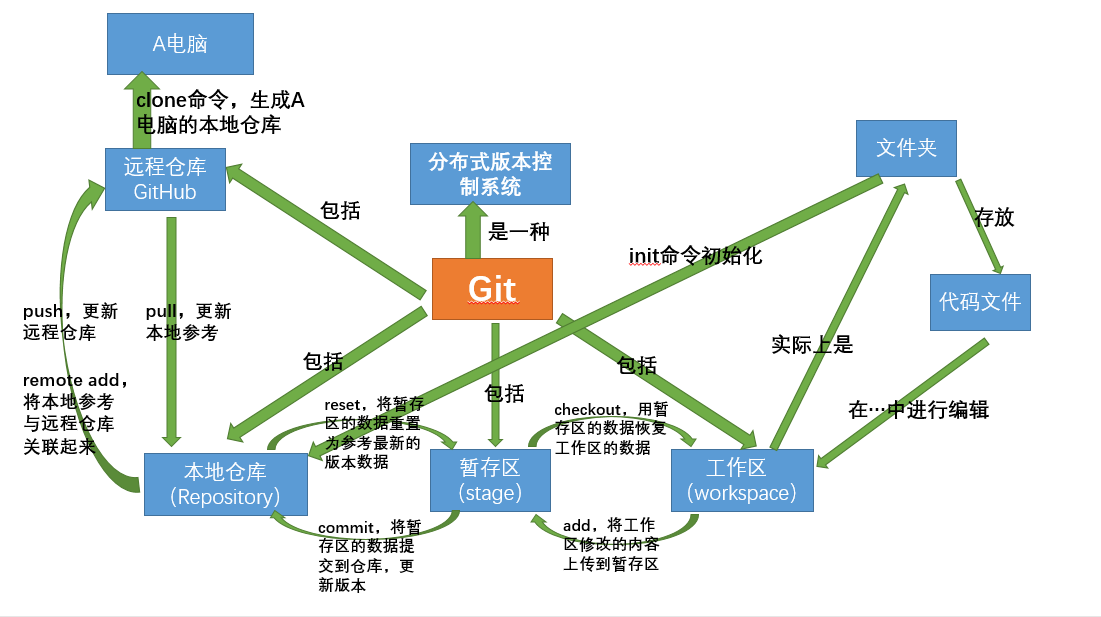 A电脑
clone命令，生成A
电脑的本地仓库
远程仓库
GitHub
包括
分布式版本控
制系统
是一种
Git
文件夹
存放
代码文件
init命令初始化
实际上是
在…中进行编辑
push，更新
远程仓库
pull，更新
本地参考
remote add，
将本地参考
与远程仓库
关联起来
包括
包括
包括
reset，将暂存
区的数据重置
为参考最新的
版本数据
checkout，用暂
存区的数据恢复
工作区的数据
本地仓库
（Repository）
暂存区
（stage）
工作区
（workspace）
commit，将暂
存区的数据提
交到仓库，更
新版本
add，将工作
区修改的内容
上传到暂存区